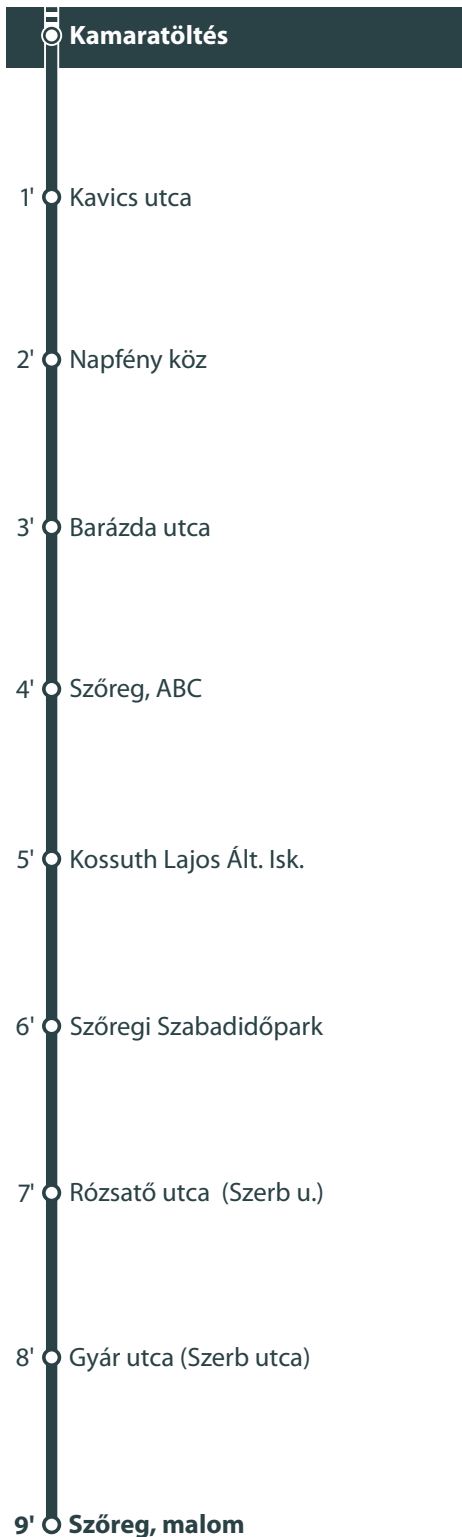 Kamaratöltés
1' Kavics utca
2' Napfény köz
3' Barázda utca
4' Szőreg, ABC
5' Kossuth Lajos Ált. Isk.
6' Szőregi Szabadidőpark
7' Rózsatő utca (Szerb u.)
8' Gyár utca (Szerb utca)
9' Szőreg, malom